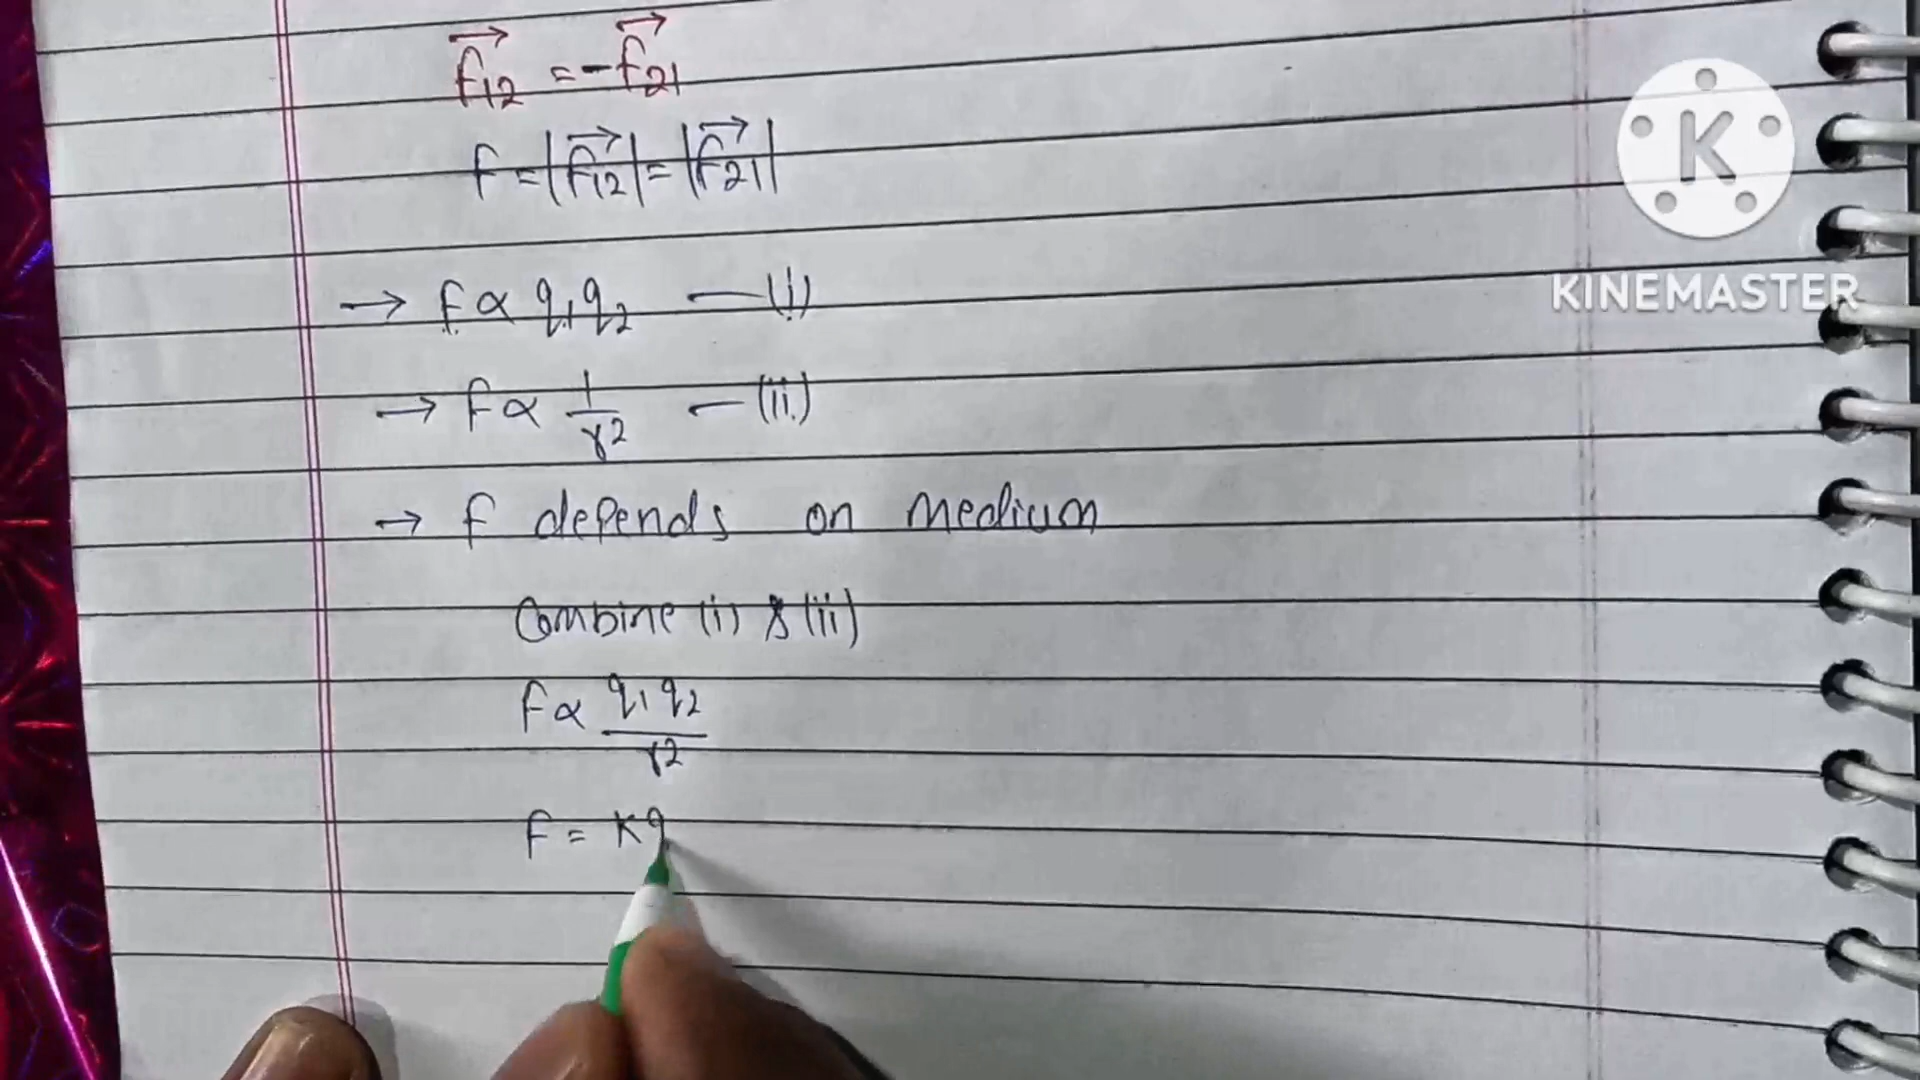 F₁₂ = -F₂₁
F = |F₁₂| = |F₂₁|
→ F ∝ q₁q₂ — (i)
→ F ∝ 1/r² — (ii)
→ F depends on medium
Combine (i) & (ii)
F ∝ q₁q₂/r²
F = Kq
K
KINEMASTER